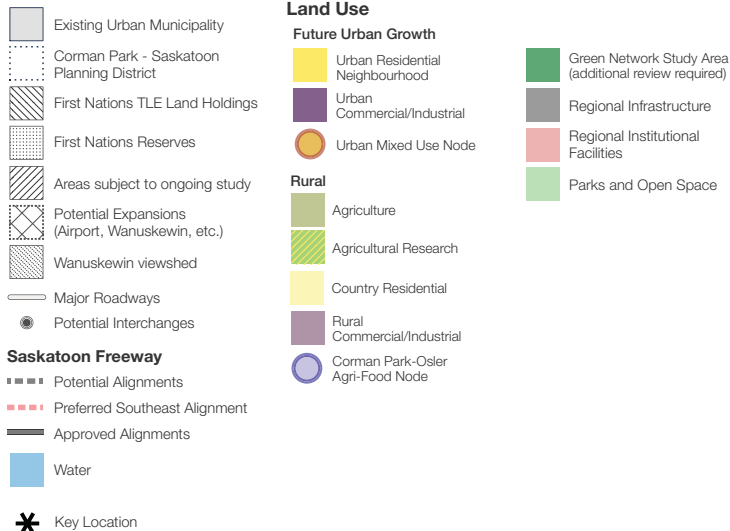 Existing Urban Municipality
Corman Park - Saskatoon
Planning District
First Nations TLE Land Holdings
First Nations Reserves
Areas subject to ongoing study
Potential Expansions
(Airport, Wanuskewin, etc.)
Wanuskewin viewshed
Major Roadways
Potential Interchanges
Saskatoon Freeway
Potential Alignments
Preferred Southeast Alignment
Approved Alignments
Water
Key Location
Land Use
Future Urban Growth
Urban Residential
Neighbourhood
Urban
Commercial/Industrial
Urban Mixed Use Node
Rural
Agriculture
Agricultural Research
Country Residential
Rural
Commercial/Industrial
Corman Park-Osler
Agri-Food Node
Green Network Study Area
(additional review required)
Regional Infrastructure
Regional Institutional
Facilities
Parks and Open Space